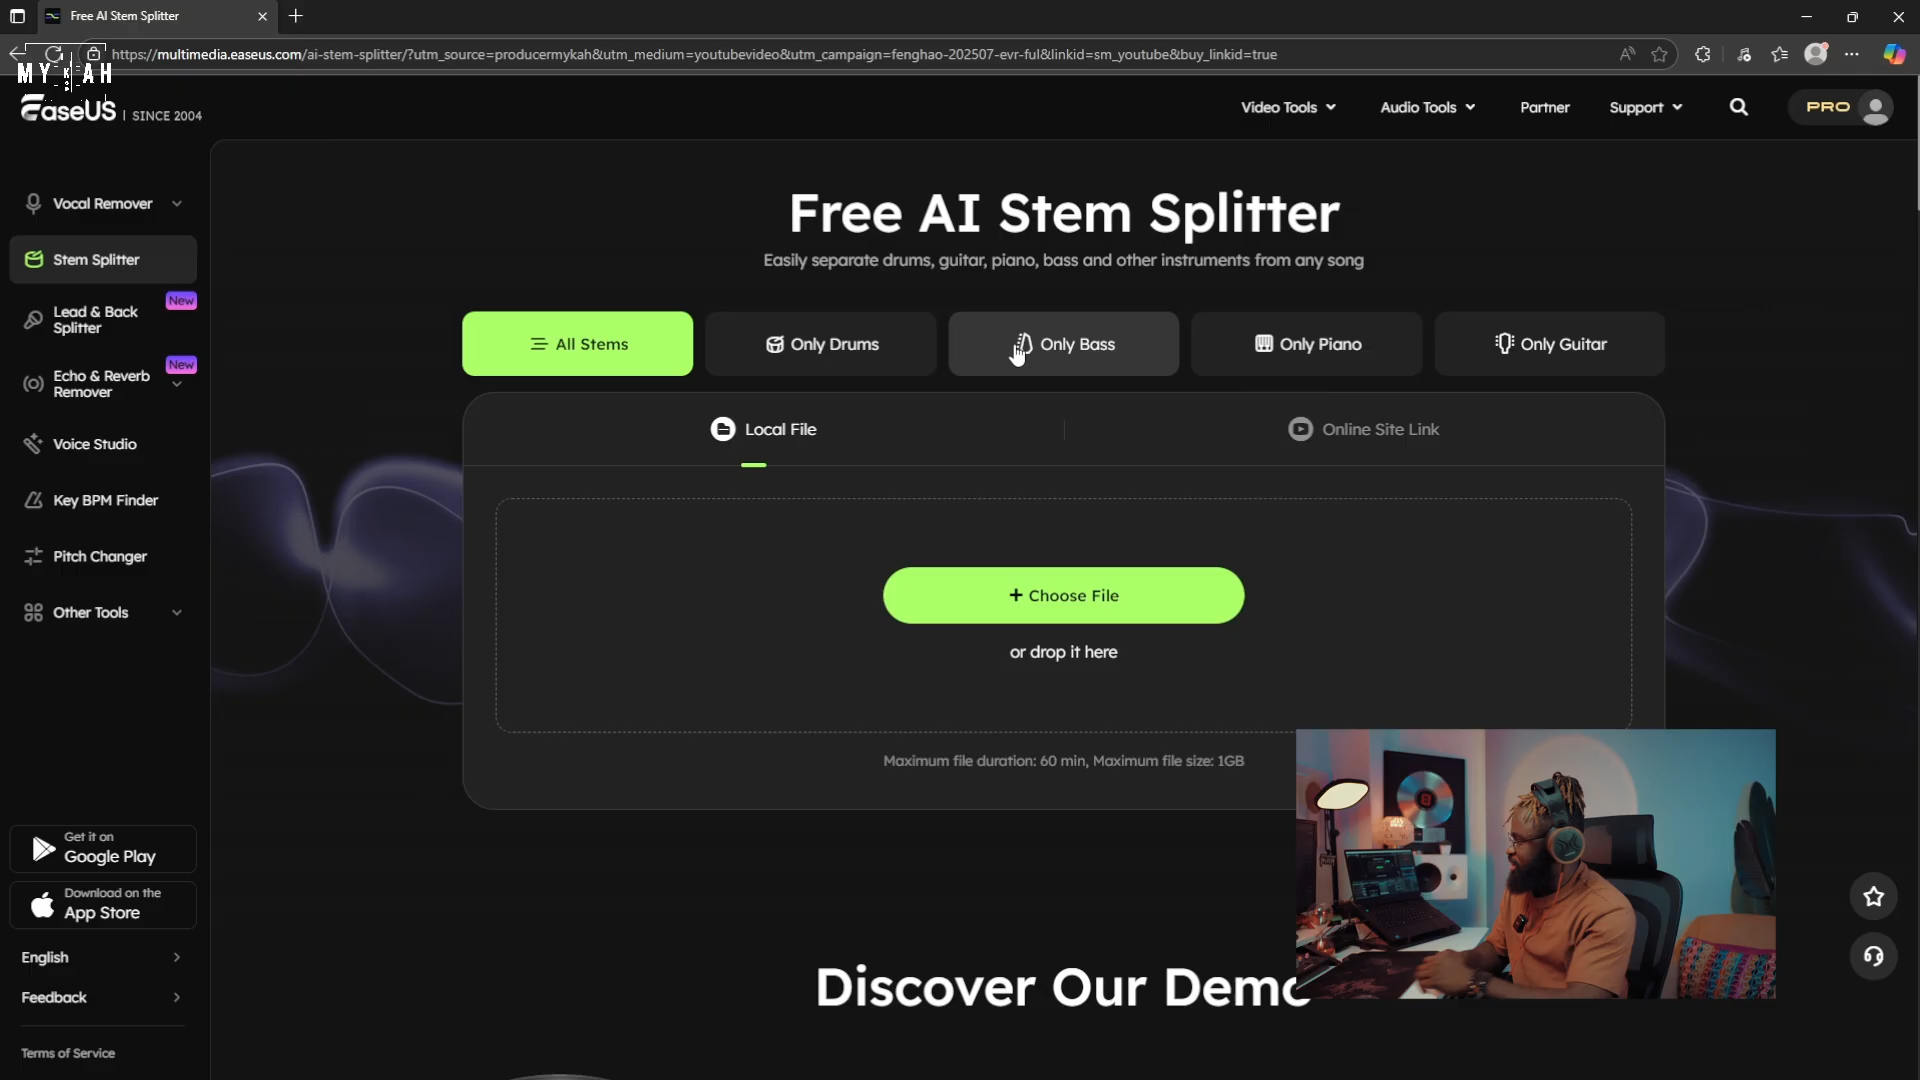 Free AI Stem Splitter
https://multimedia.easeus.com/ai-stem-splitter/?utm_source=producermykah&utm_medium=youtubevideo&utm_campaign=fenghao-202507-evr-ful&linkid=sm_youtube&buy_linkid=true
MYKAH
EaseUS | SINCE 2004
Video Tools
Audio Tools
Partner
Support
PRO
Vocal Remover
Stem Splitter
New
Lead & Back
Splitter
New
Echo & Reverb
Remover
Voice Studio
Key BPM Finder
Pitch Changer
Other Tools
Get it on
Google Play
Download on the
App Store
English
Feedback
Terms of Service
Free AI Stem Splitter
Easily separate drums, guitar, piano, bass and other instruments from any song
All Stems
Only Drums
Only Bass
Only Piano
Only Guitar
Local File
Online Site Link
+ Choose File
or drop it here
Maximum file duration: 60 min, Maximum file size: 1GB
Discover Our Demo